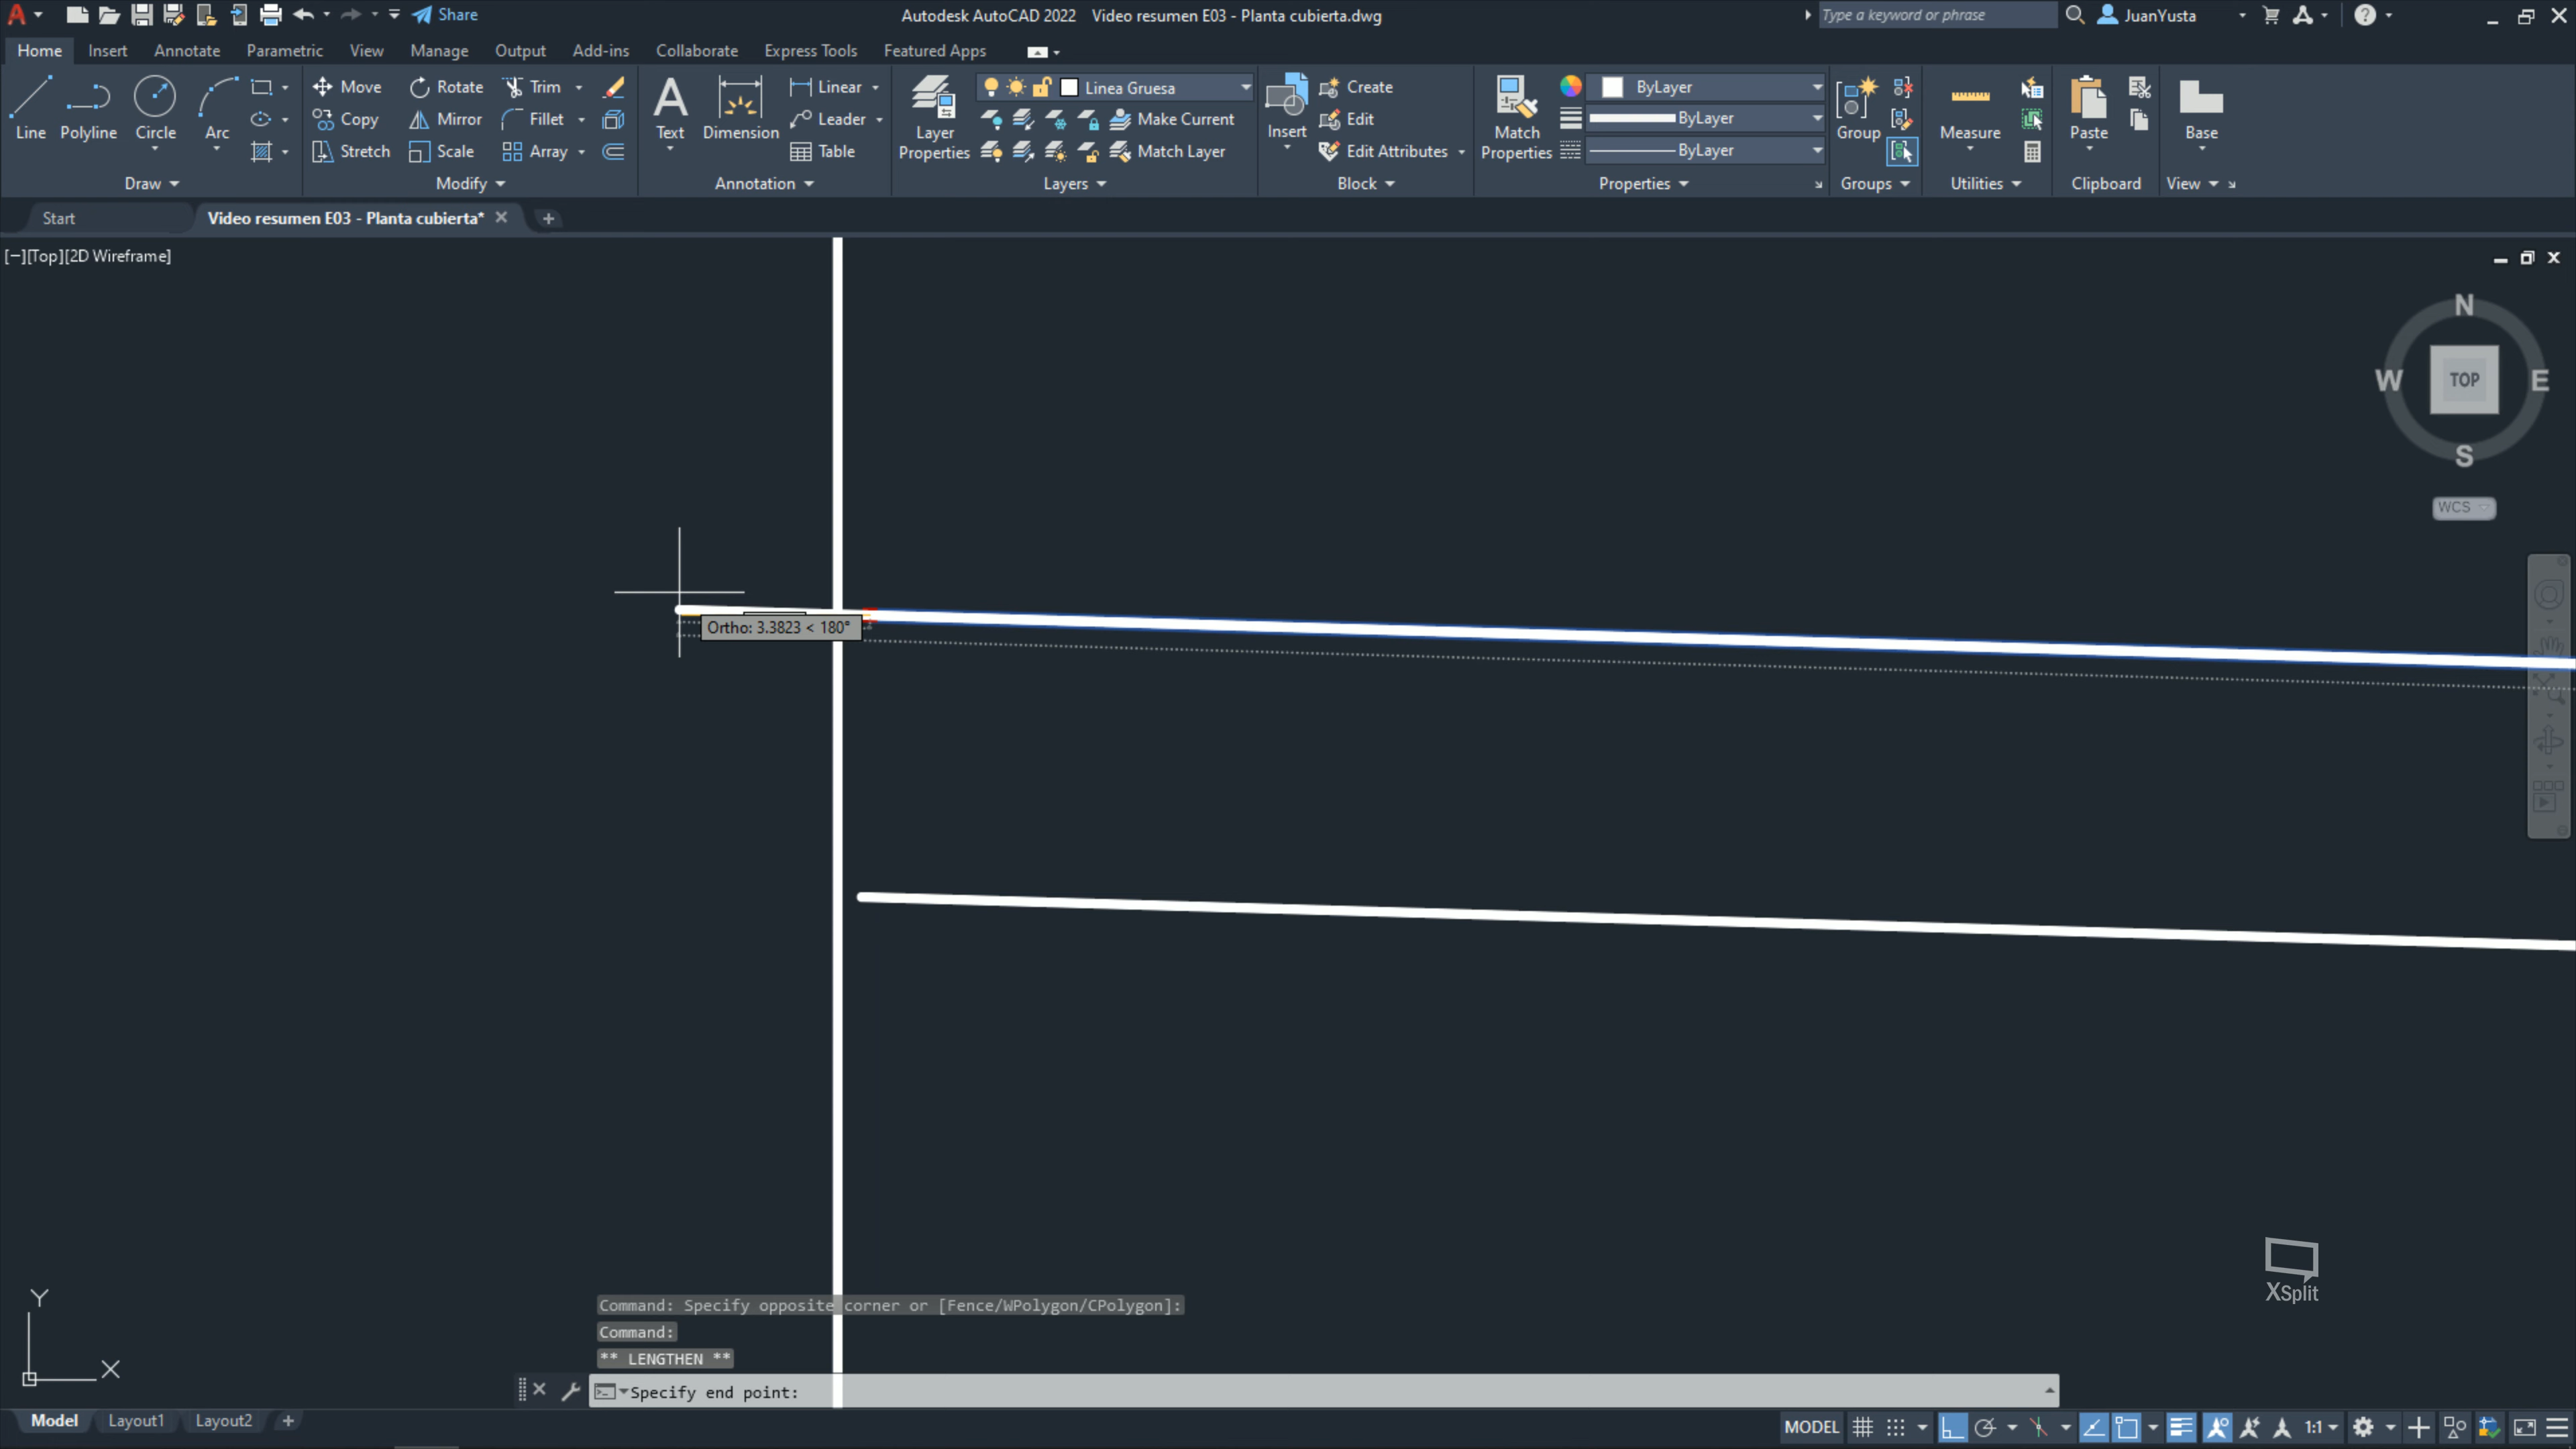 Share
Autodesk AutoCAD 2022 Video resumen E03 - Planta cubierta.dwg
Type a keyword or phrase
JuanYusta
Home Insert Annotate Parametric View Manage Output Add-ins Collaborate Express Tools Featured Apps
Line Polyline Circle Arc
Draw
Move Rotate Trim
Copy Mirror Fillet
Stretch Scale Array
Modify
Text Dimension
Linear
Leader
Table
Annotation
Layer Properties
Linea Gruesa
Make Current
Match Layer
Layers
Insert
Create
Edit
Edit Attributes
Block
Match Properties
ByLayer
ByLayer
ByLayer
Properties
Group
Groups
Measure
Utilities
Paste
Clipboard
Base
View
Start Video resumen E03 - Planta cubierta*
[−][Top][2D Wireframe]
N
W TOP E
S
WCS
Ortho: 3.3823 < 180°
XSplit
Y
X
Command: Specify opposite corner or [Fence/WPolygon/CPolygon]:
Command:
** LENGTHEN **
Specify end point:
Model Layout1 Layout2
MODEL
1:1